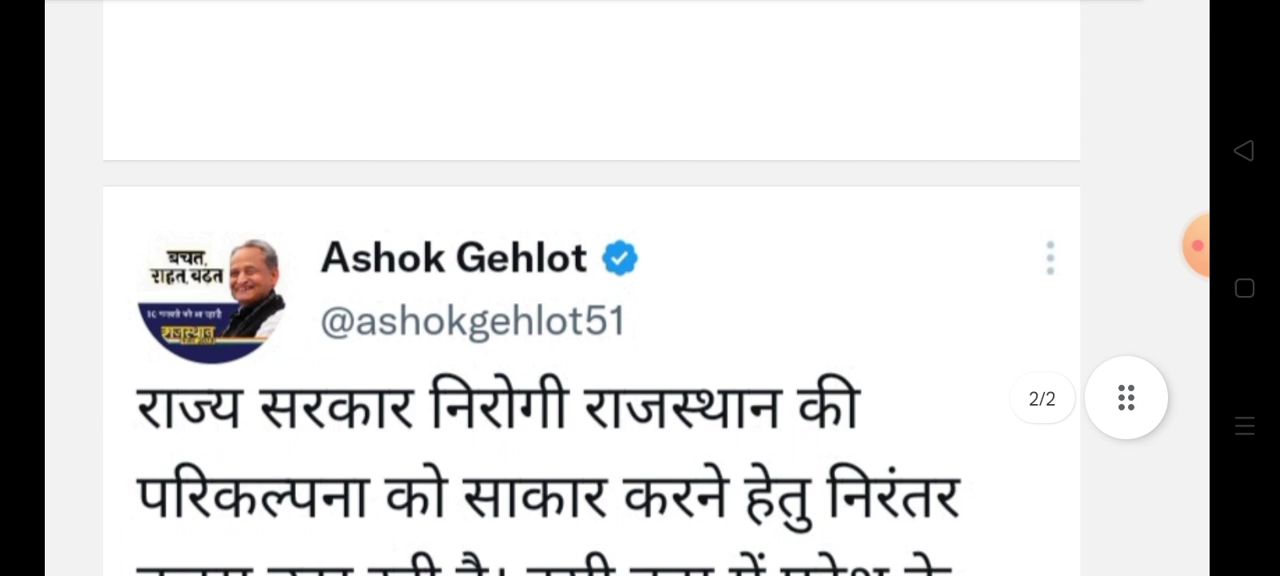 बचत,
राहत, बढ़त
राजस्थान
Ashok Gehlot
@ashokgehlot51
राज्य सरकार निरोगी राजस्थान की
परिकल्पना को साकार करने हेतु निरंतर
2/2